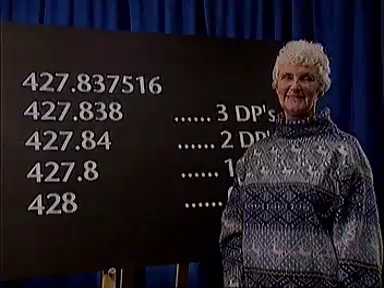 427.837516
427.838 ...... 3 DP's
427.84 ...... 2 DP
427.8 ...... 1
428 ......